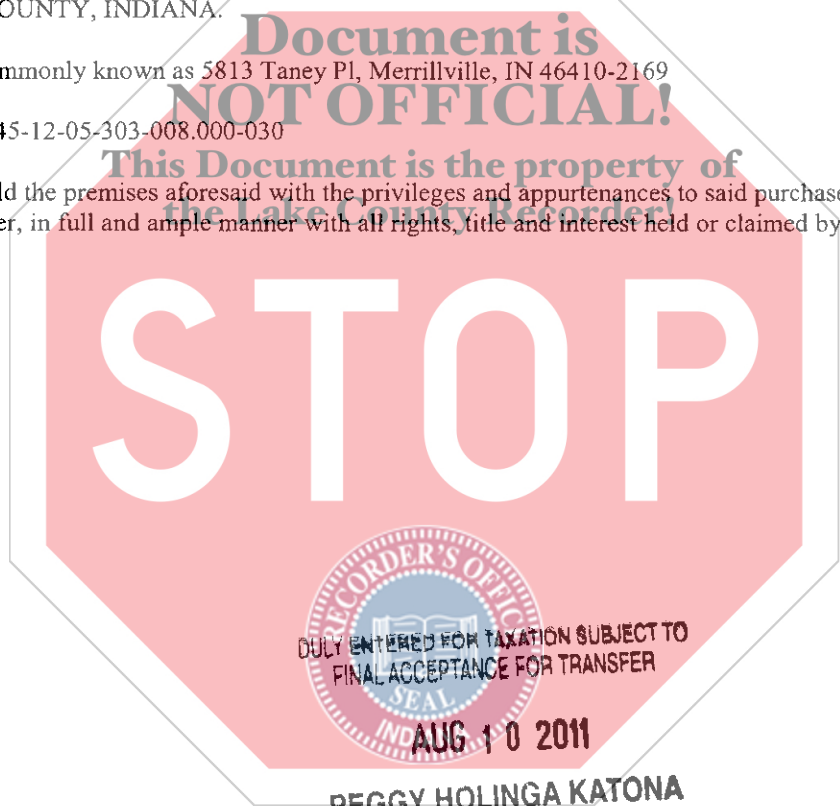 OUNTY, INDIANA.
Document is
mmonly known as 5813 Taney Pl, Merrillville, IN 46410-2169
NOT OFFICIAL!
45-12-05-303-008.000-030
This Document is the property of
ld the premises aforesaid with the privileges and appurtenances to said purchase
the Lake County Recorder!
er, in full and ample manner with all rights, title and interest held or claimed by
STOP
RECORDER'S OFFIC
DULY ENTERED FOR TAXATION SUBJECT TO
FINAL ACCEPTANCE FOR TRANSFER
SEAL
INDIANA
AUG 10 2011
PEGGY HOLINGA KATONA